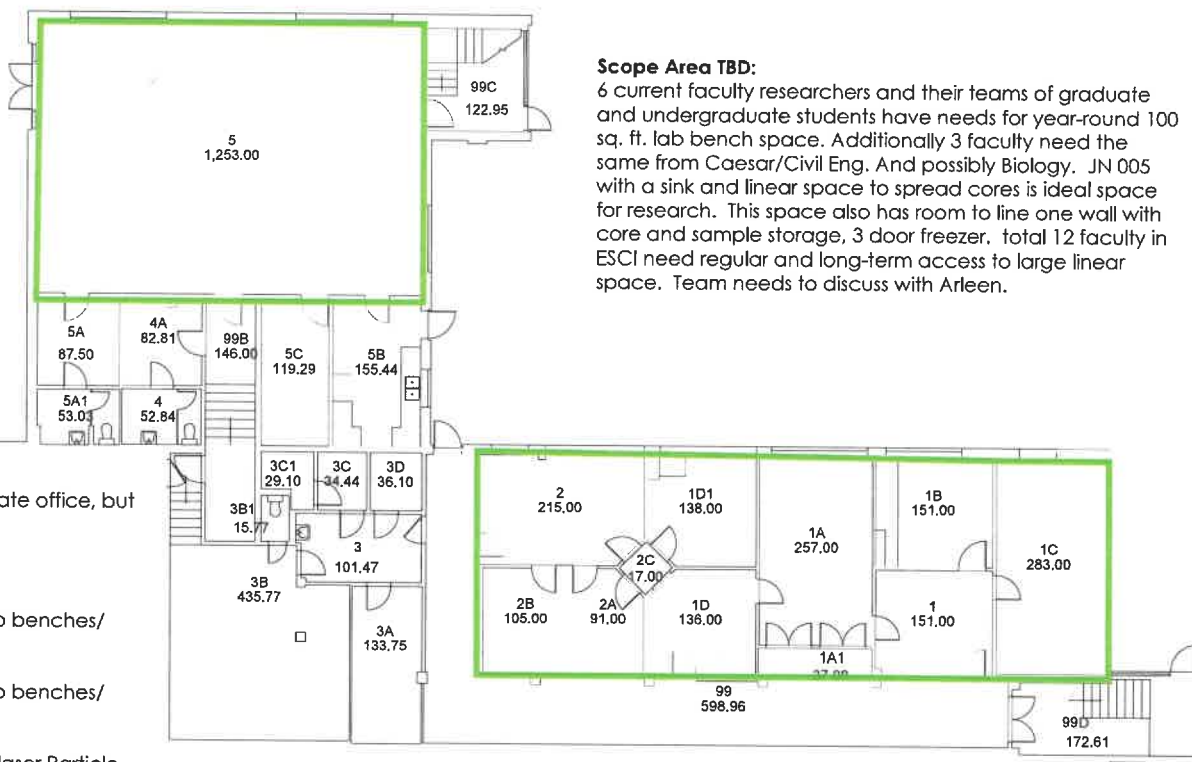 Scope Area TBD:
6 current faculty researchers and their teams of graduate
and undergraduate students have needs for year-round 100
sq. ft. lab bench space. Additionally 3 faculty need the
same from Caesar/Civil Eng. And possibly Biology. JN 005
with a sink and linear space to spread cores is ideal space
for research. This space also has room to line one wall with
core and sample storage, 3 door freezer. total 12 faculty in
ESCI need regular and long-term access to large linear
space. Team needs to discuss with Arleen.
99C
122.95
5
1,253.00
5A
87.50
4A
82.81
99B
146.00
5C
119.29
5B
155.44
5A1
53.03
4
52.84
3C1
29.10
3C
34.44
3D
36.10
3B1
15.77
3
101.47
3B
435.77
3A
133.75
2
215.00
1D1
138.00
1A
257.00
1B
151.00
1C
283.00
2C
17.00
2B
105.00
2A
91.00
1D
136.00
1
151.00
1A1
99
598.96
99D
172.61
ate office, but
benches/
benches/
aser Particle